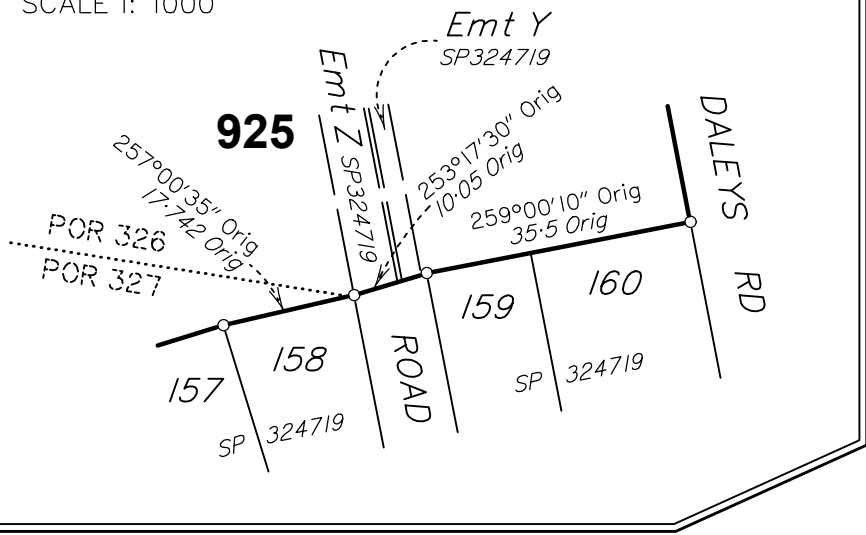 SCALE 1: 1000
Emt Y
SP324719
Emt Z SP324719
925
DALEYS RD
257°00'35" Orig
17·742 Orig
253°17'30" Orig
10·05 Orig
259°00'10" Orig
35·5 Orig
POR 326
POR 327
157
158
ROAD
159
160
SP 324719
SP 324719